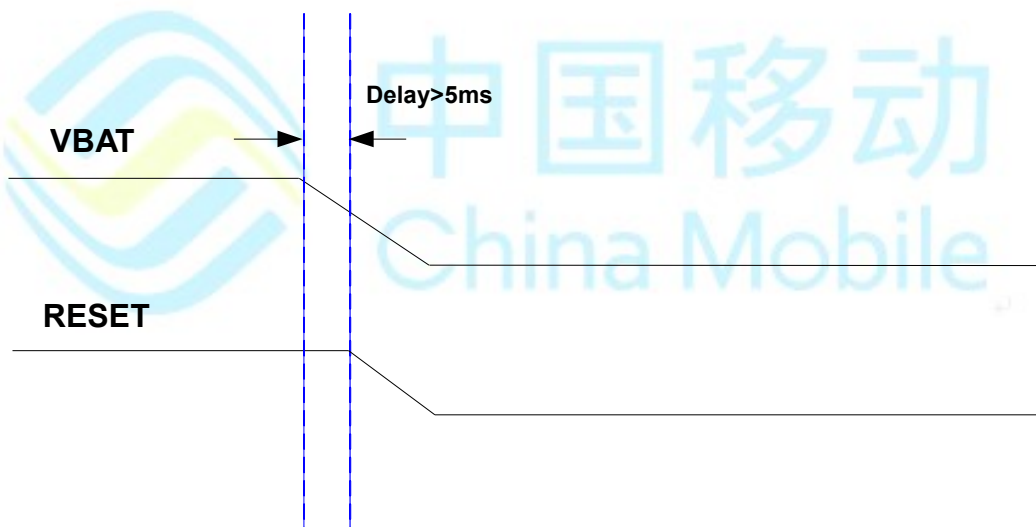 中国移动
Delay>5ms
VBAT
China Mobile
RESET